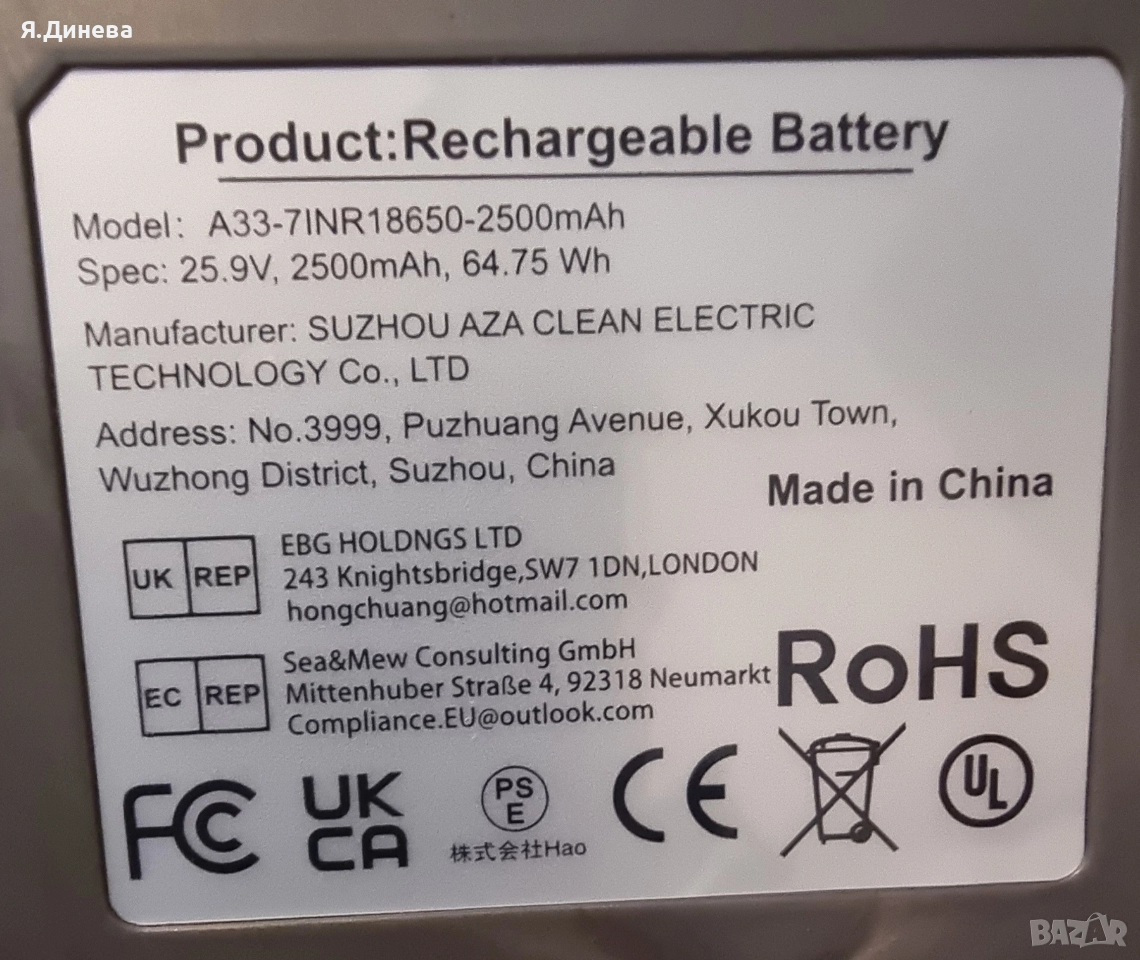 Я.Динева
Product:Rechargeable Battery
Model: A33-7INR18650-2500mAh
Spec: 25.9V, 2500mAh, 64.75 Wh
Manufacturer: SUZHOU AZA CLEAN ELECTRIC
TECHNOLOGY Co., LTD
Address: No.3999, Puzhuang Avenue, Xukou Town,
Wuzhong District, Suzhou, China
Made in China
UK REP
EBG HOLDNGS LTD
243 Knightsbridge,SW7 1DN,LONDON
hongchuang@hotmail.com
EC REP
Sea&Mew Consulting GmbH
Mittenhuber Straße 4, 92318 Neumarkt
Compliance.EU@outlook.com
RoHS
FC
UK
CA
PS
E
株式会社Hao
CE
UL
BAZAR